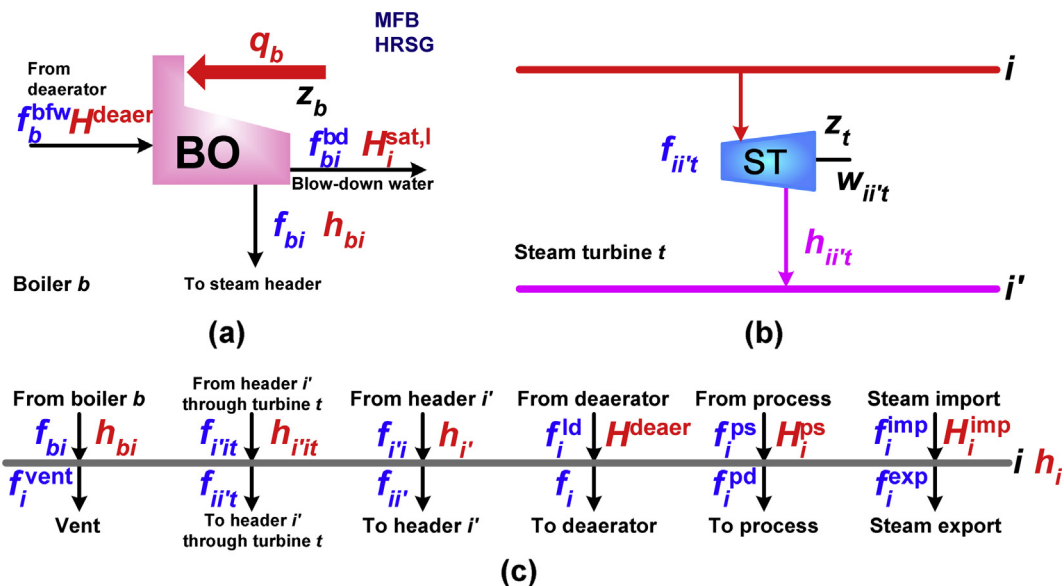 MFB
HRSG
q_b
From
deaerator
z_b
f_b^bfw H^deaer
BO
f_bi^bd H_i^sat,l
Blow-down water
f_bi h_bi
Boiler b
To steam header
(a)
i
z_t
f_ii't
ST
w_ii't
h_ii't
Steam turbine t
i'
(b)
From boiler b
From header i'
through turbine t
From header i'
From deaerator
From process
Steam import
f_bi h_bi
f_i'it h_i'it
f_i'i h_i'
f_i^ld H^deaer
f_i^ps H_i^ps
f_i^imp H_i^imp
i h_i
f_i^vent
f_ii't
f_ii'
f_i
f_i^pd
f_i^exp
Vent
To header i'
through turbine t
To header i'
To deaerator
To process
Steam export
(c)